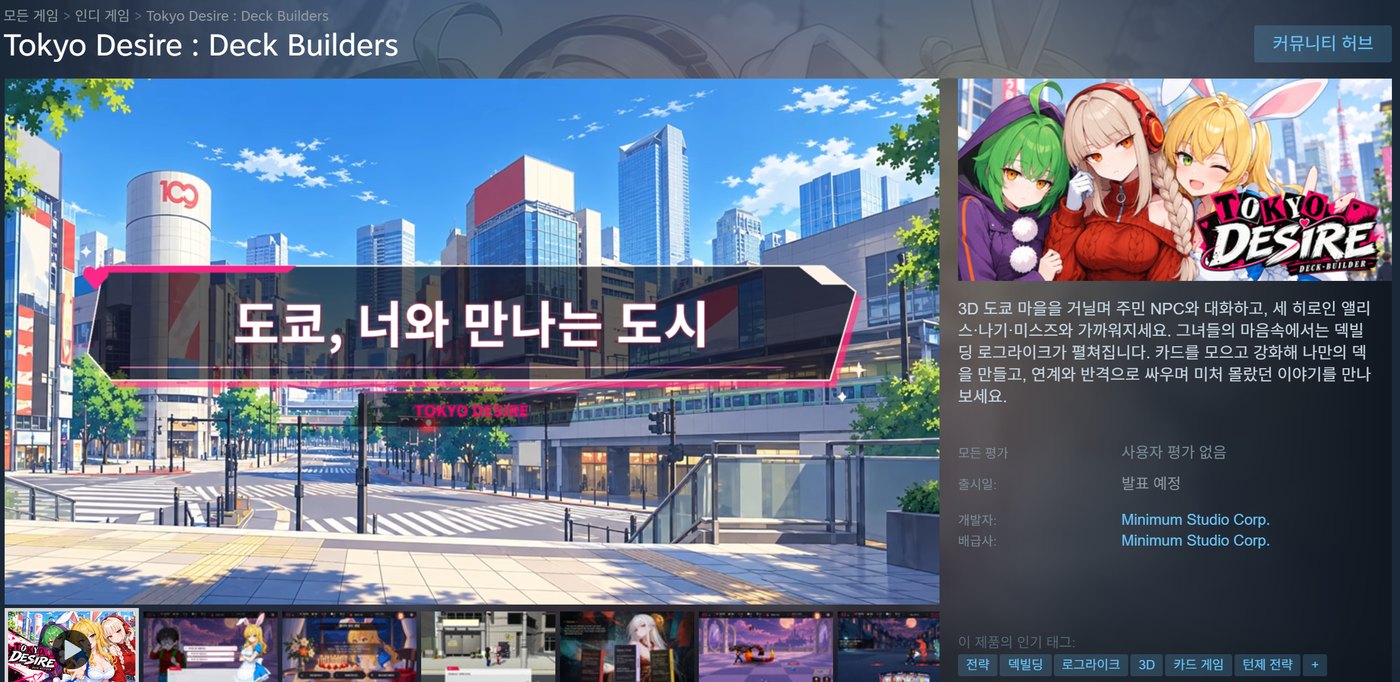 모든 게임 > 인디 게임 > Tokyo Desire : Deck Builders
Tokyo Desire : Deck Builders
커뮤니티 허브
109
도쿄, 너와 만나는 도시
TOKYO DESIRE
TOKYO
DESIRE
DECK-BUILDER
3D 도쿄 마을을 거닐며 주민 NPC와 대화하고, 세 히로인 앨리
스·나기·미스즈와 가까워지세요. 그녀들의 마음속에서는 덱빌
딩 로그라이크가 펼쳐집니다. 카드를 모으고 강화해 나만의 덱
을 만들고, 연계와 반격으로 싸우며 미처 몰랐던 이야기를 만나
보세요.
모든 평가
사용자 평가 없음
출시일:
발표 예정
개발자:
Minimum Studio Corp.
배급사:
Minimum Studio Corp.
이 제품의 인기 태그:
전략
덱빌딩
로그라이크
3D
카드 게임
턴제 전략
+
TOKYO
DESIRE